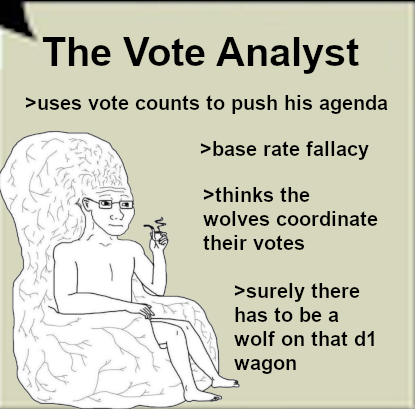 The Vote Analyst
>uses vote counts to push his agenda
>base rate fallacy
>thinks the
wolves coordinate
their votes
>surely there
has to be a
wolf on that d1
wagon